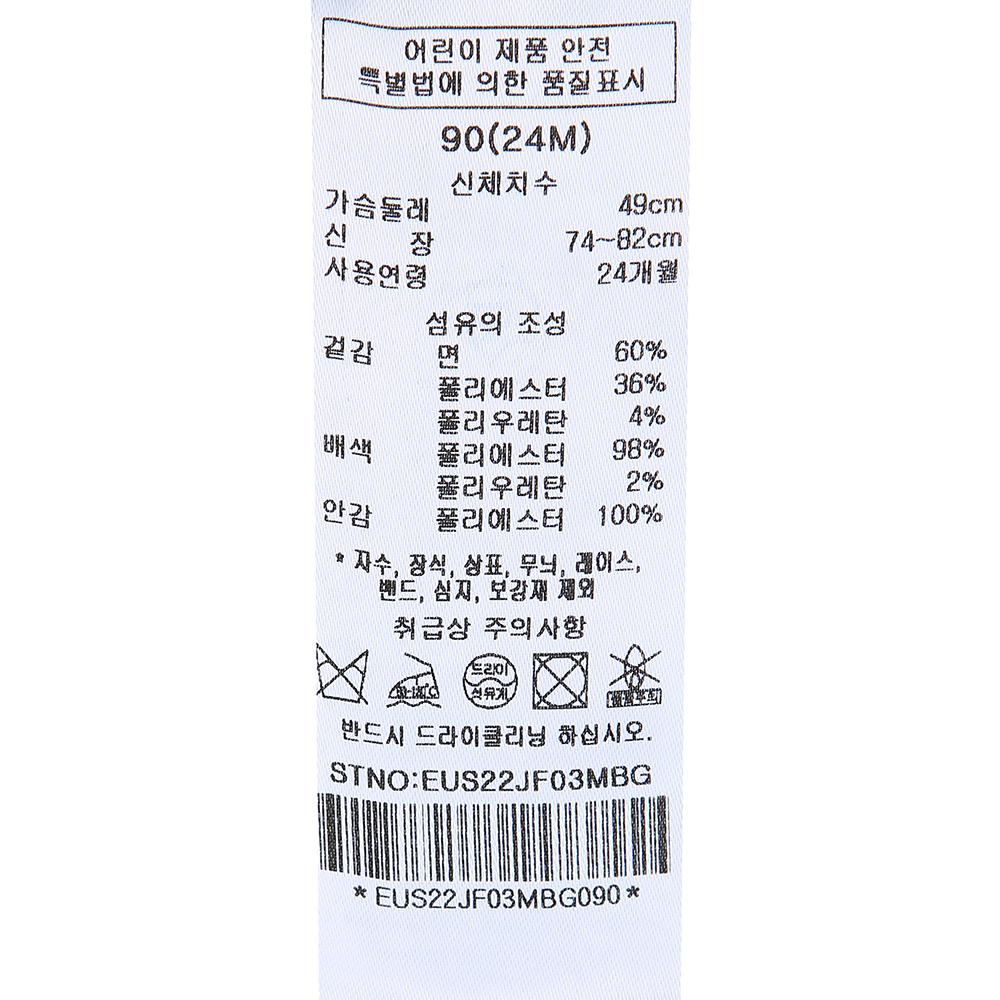 어린이 제품 안전
특별법에 의한 품질표시
90(24M)
신체치수
가슴둘레 49cm
신 장 74~82cm
사용연령 24개월
섬유의 조성
겉감 면 60%
폴리에스터 36%
폴리우레탄 4%
배색 폴리에스터 98%
폴리우레탄 2%
안감 폴리에스터 100%
* 자수, 장식, 상표, 무늬, 레이스,
밴드, 심지, 보강재 제외
취급상 주의사항
드라이
석유계
반드시 드라이클리닝 하십시오.
STNO:EUS22JF03MBG
*EUS22JF03MBG090*